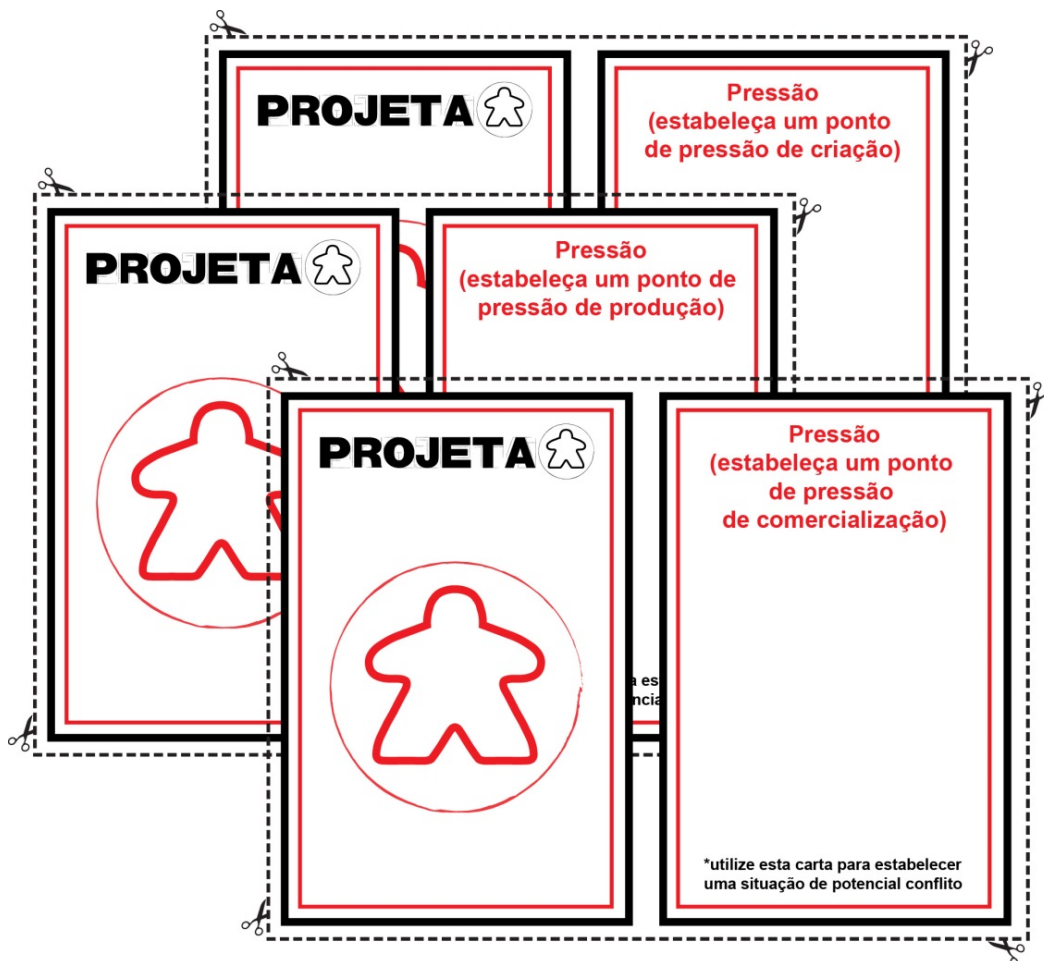 PROJETA
Pressão
(estabeleça um ponto
de pressão de criação)
PROJETA
Pressão
(estabeleça um ponto de
pressão de produção)
PROJETA
Pressão
(estabeleça um ponto
de pressão
de comercialização)
*utilize esta carta para estabelecer
uma situação de potencial conflito